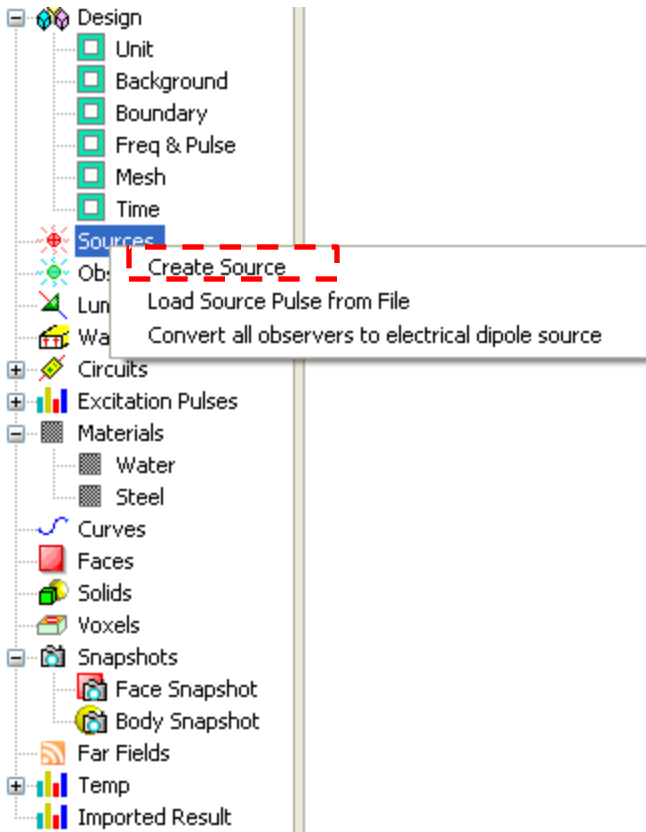 Design
Unit
Background
Boundary
Freq & Pulse
Mesh
Time
Sources
Create Source
Load Source Pulse from File
Convert all observers to electrical dipole source
Circuits
Excitation Pulses
Materials
Water
Steel
Curves
Faces
Solids
Voxels
Snapshots
Face Snapshot
Body Snapshot
Far Fields
Temp
Imported Result